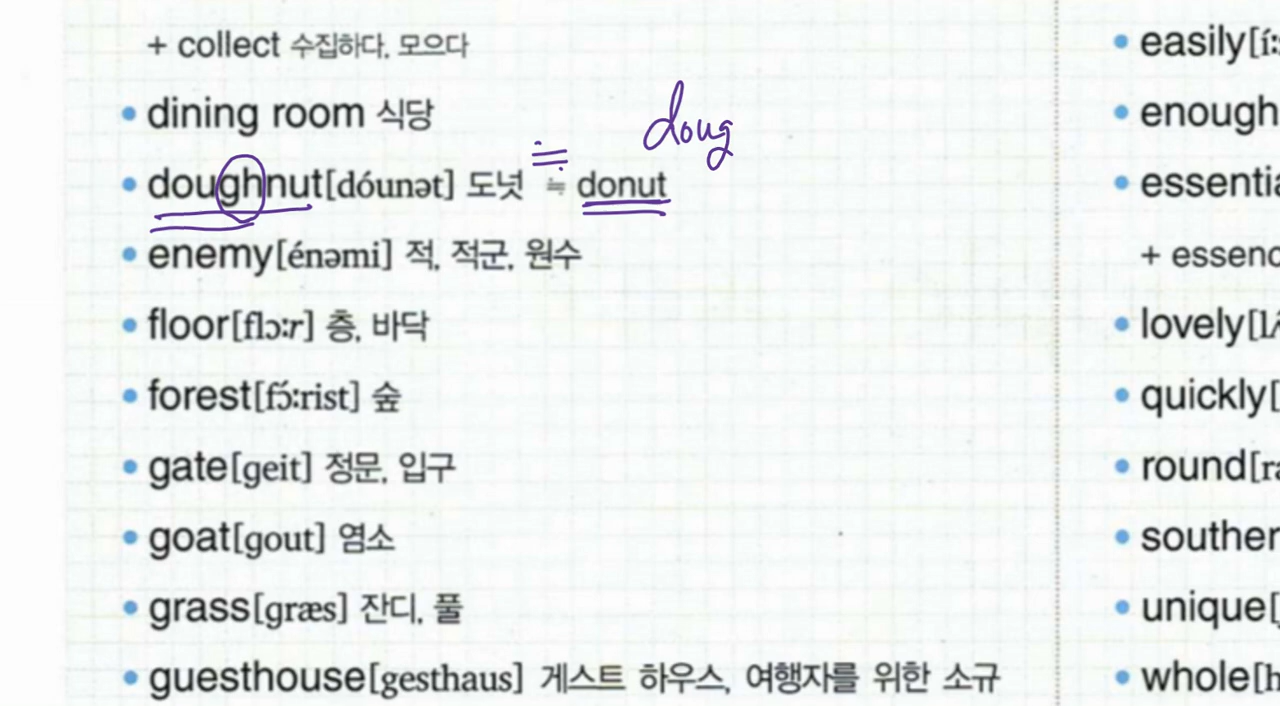 + collect 수집하다, 모으다
dining room 식당
doug
doughnut[dóunət] 도넛 ≒ donut
≒
enemy[énəmi] 적, 적군, 원수
floor[flɔːr] 층, 바닥
forest[fɔ́ːrist] 숲
gate[geit] 정문, 입구
goat[gout] 염소
grass[græs] 잔디, 풀
guesthouse[gesthaus] 게스트 하우스, 여행자를 위한 소규
easily[íː
enough
+ essenc
lovely[lʌ
quickly[
round[ra
souther
unique[
whole[h